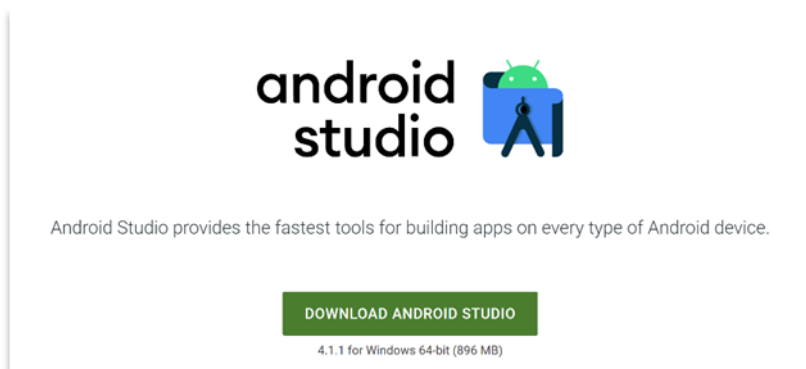 android
studio
Android Studio provides the fastest tools for building apps on every type of Android device.
DOWNLOAD ANDROID STUDIO
4.1.1 for Windows 64-bit (896 MB)